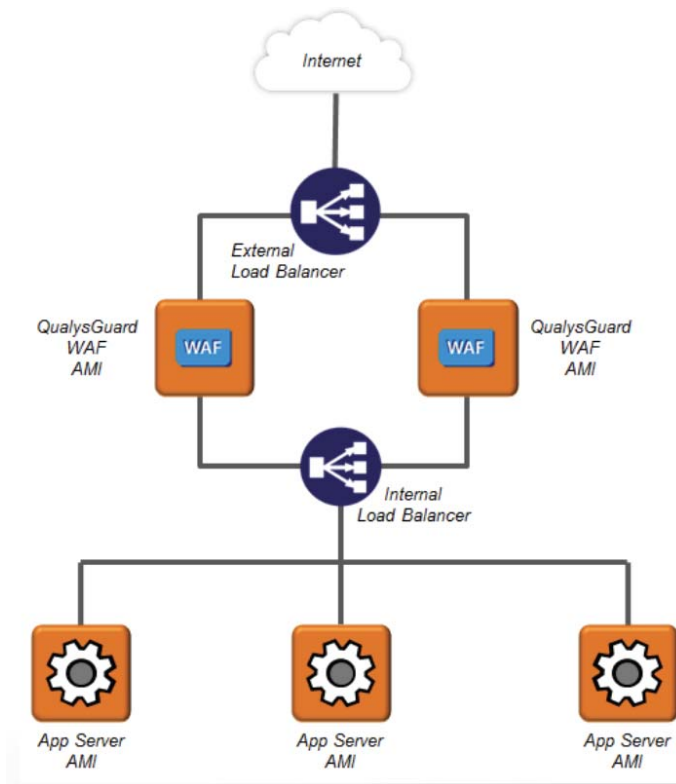 Internet
External
Load Balancer
QualysGuard
WAF
AMI
WAF
WAF
QualysGuard
WAF
AMI
Internal
Load Balancer
App Server
AMI
App Server
AMI
App Server
AMI